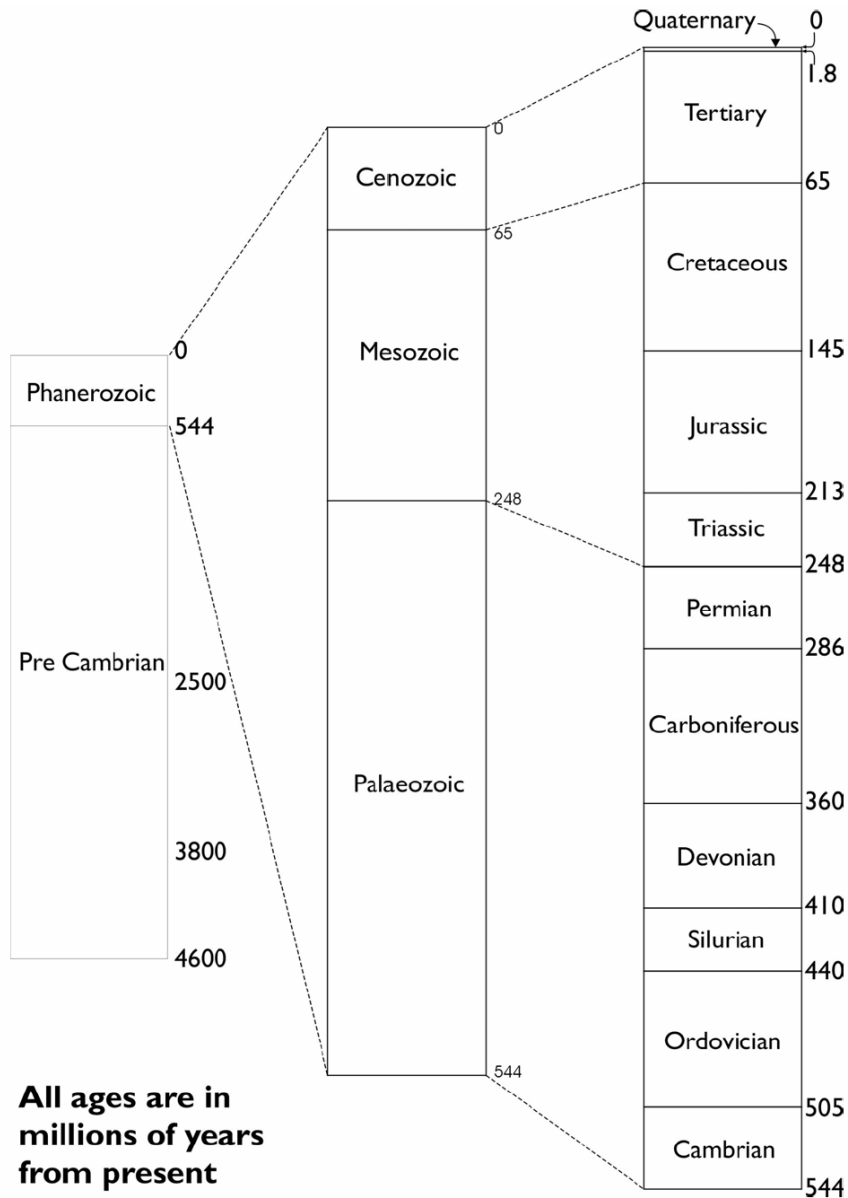 Phanerozoic
Pre Cambrian
0
544
2500
3800
4600
Cenozoic
Mesozoic
Palaeozoic
0
65
248
544
Quaternary
Tertiary
Cretaceous
Jurassic
Triassic
Permian
Carboniferous
Devonian
Silurian
Ordovician
Cambrian
0
1.8
65
145
213
248
286
360
410
440
505
544
All ages are in
millions of years
from present